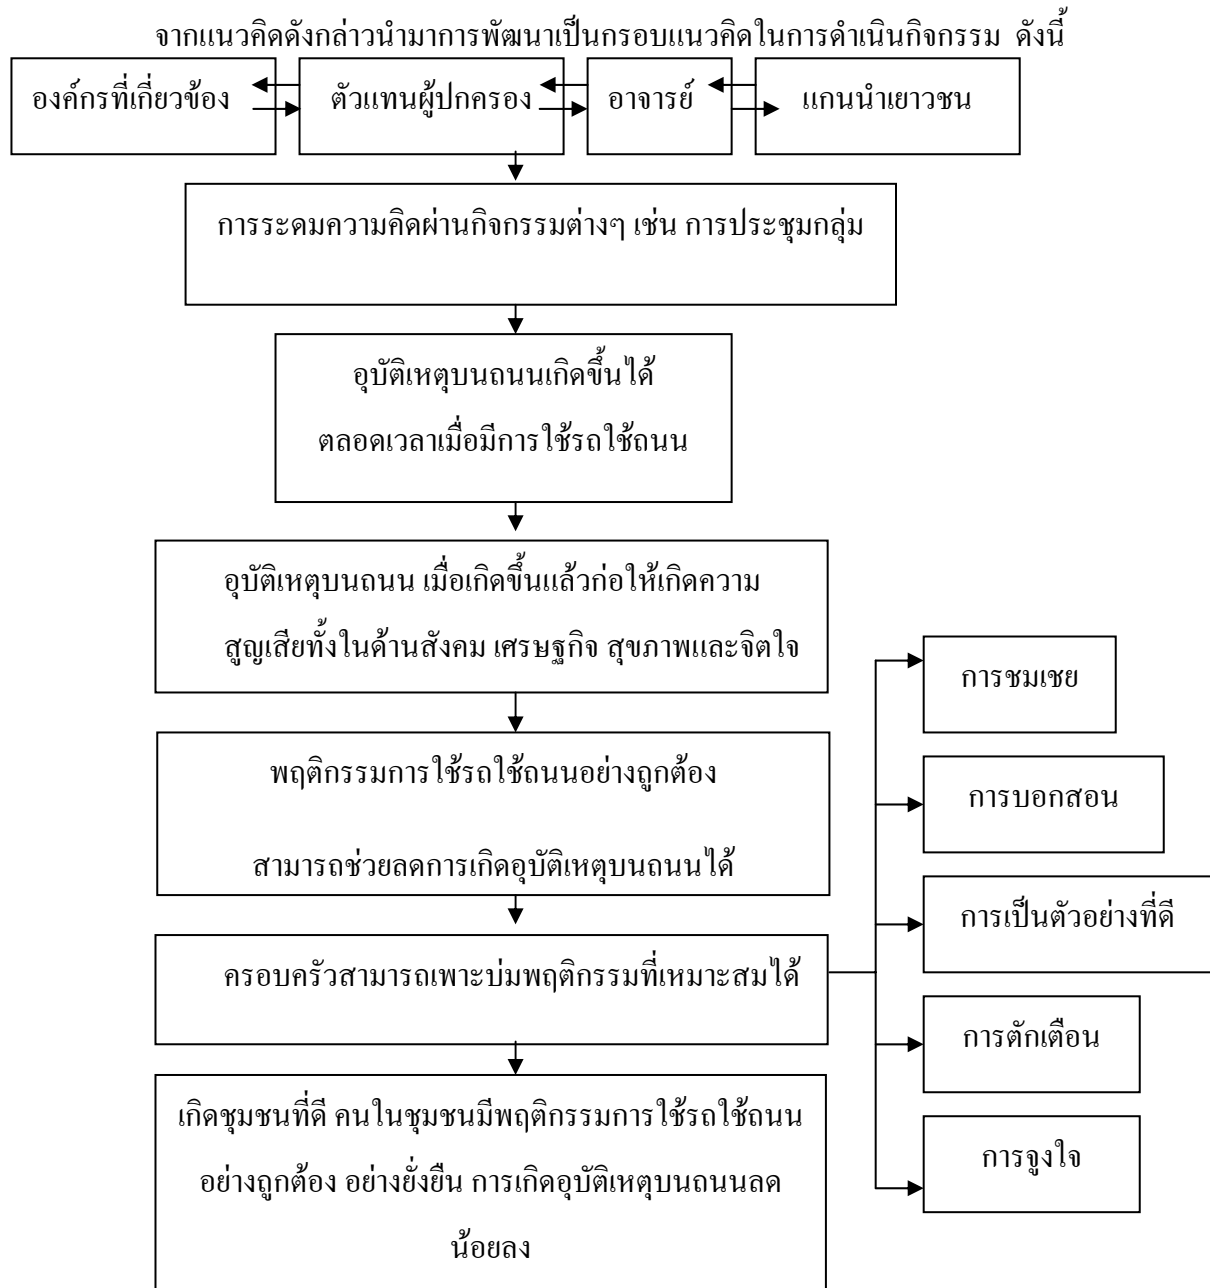 จากแนวคิดดังกล่าวนำมาการพัฒนาเป็นกรอบแนวคิดในการดำเนินกิจกรรม ดังนี้
องค์กรที่เกี่ยวข้อง
ตัวแทนผู้ปกครอง
อาจารย์
แกนนำเยาวชน
การระดมความคิดผ่านกิจกรรมต่างๆ เช่น การประชุมกลุ่ม
อุบัติเหตุบนถนนเกิดขึ้นได้
ตลอดเวลาเมื่อมีการใช้รถใช้ถนน
อุบัติเหตุบนถนน เมื่อเกิดขึ้นแล้วก่อให้เกิดความ
สูญเสียทั้งในด้านสังคม เศรษฐกิจ สุขภาพและจิตใจ
พฤติกรรมการใช้รถใช้ถนนอย่างถูกต้อง
สามารถช่วยลดการเกิดอุบัติเหตุบนถนนได้
ครอบครัวสามารถเพาะบ่มพฤติกรรมที่เหมาะสมได้
การชมเชย
การบอกสอน
การเป็นตัวอย่างที่ดี
การตักเตือน
การจูงใจ
เกิดชุมชนที่ดี คนในชุมชนมีพฤติกรรมการใช้รถใช้ถนน
อย่างถูกต้อง อย่างยั่งยืน การเกิดอุบัติเหตุบนถนนลด
น้อยลง